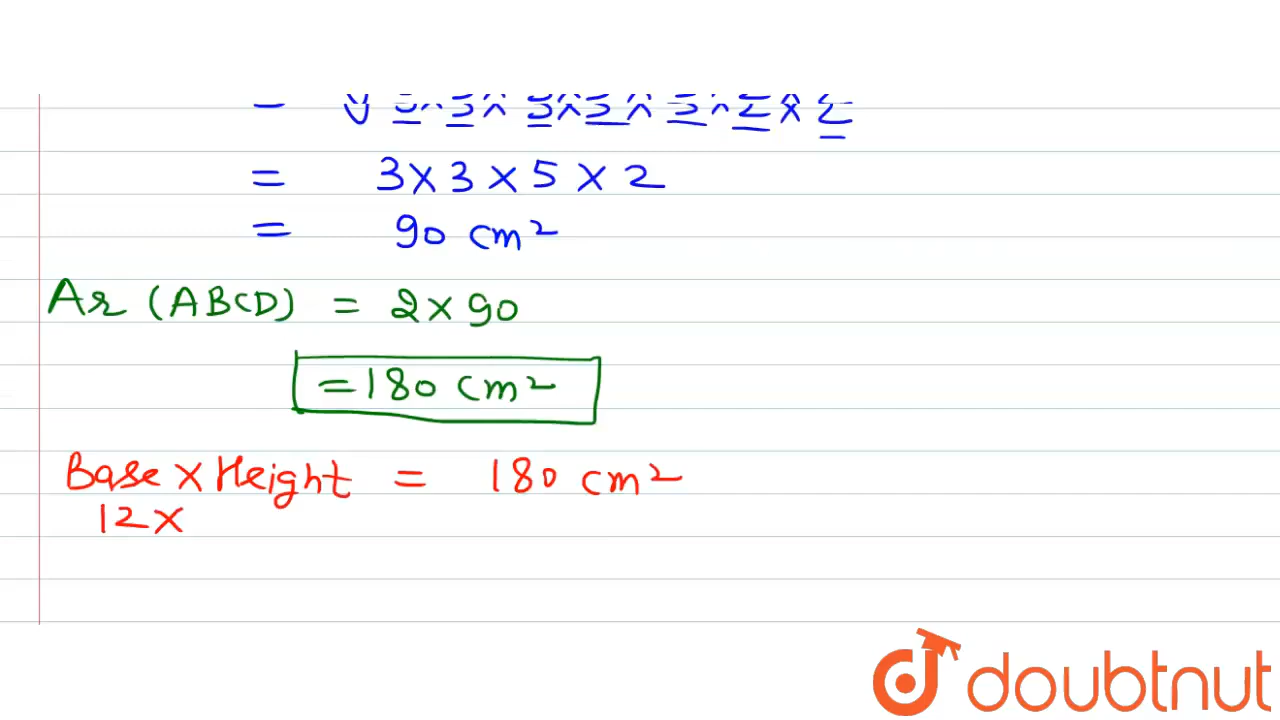 = 3 × 3 × 5 × 2
= 90 cm²
Ar (ABCD) = 2 × 90
= 180 cm²
Base × Height = 180 cm²
12 ×
doubtnut